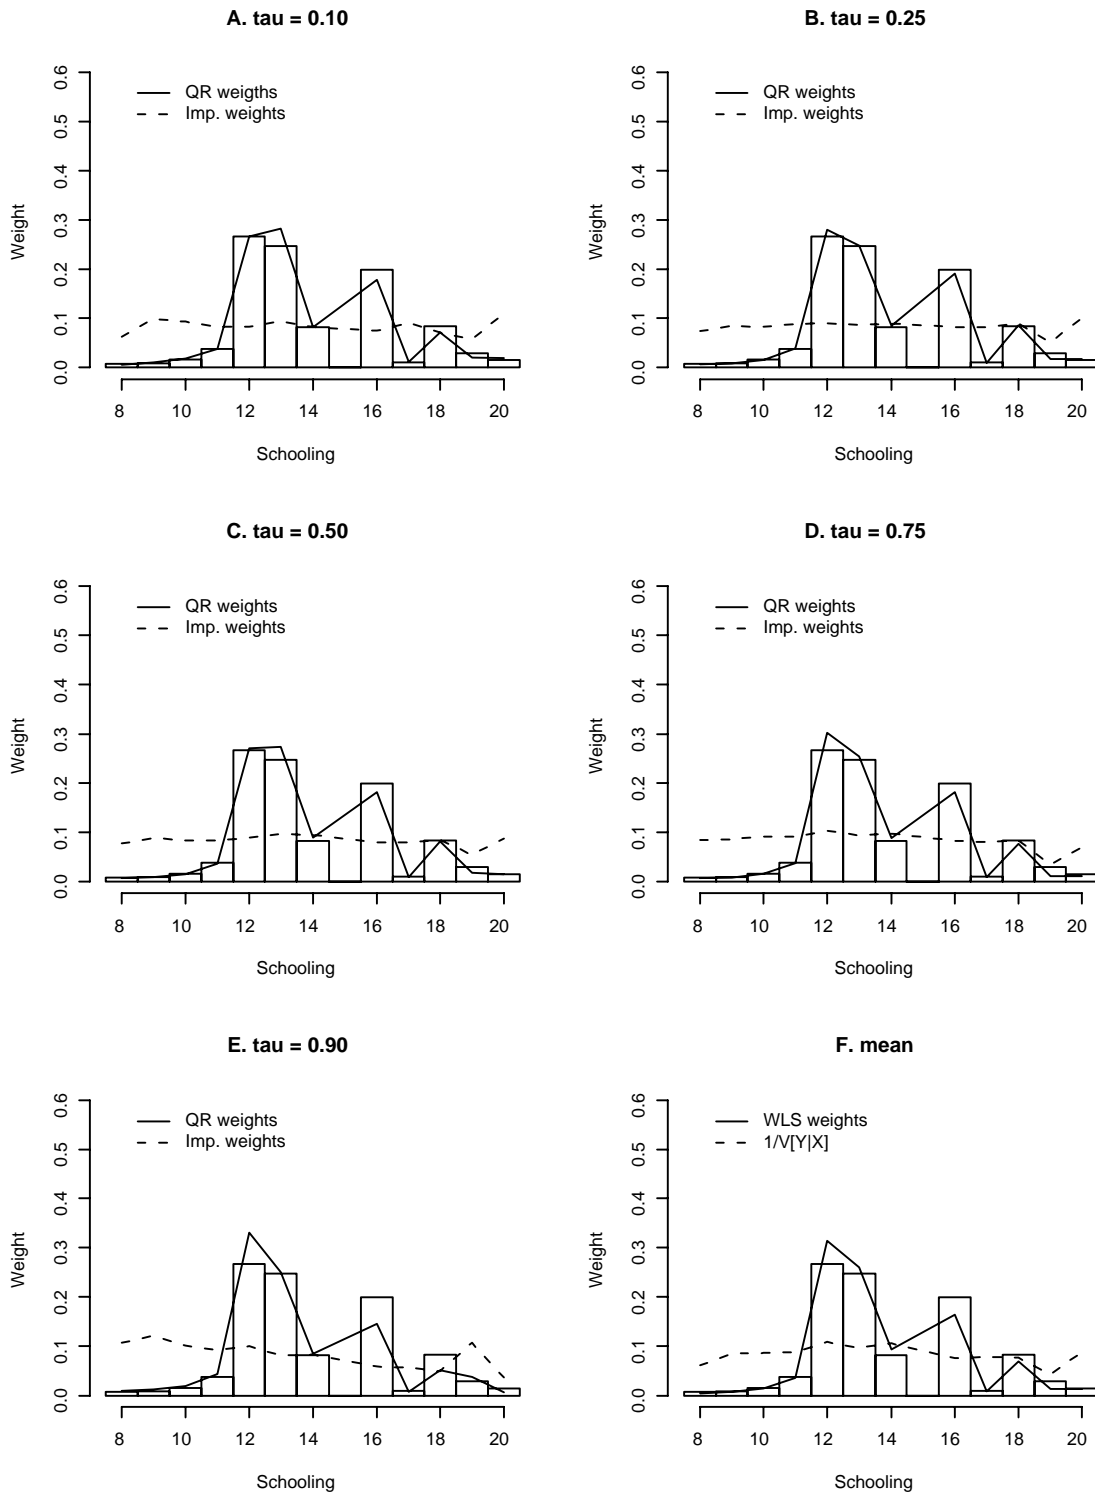 A. tau = 0.10
0.6
0.5
0.4
0.3
0.2
0.1
0.0
Weight
QR weigths
Imp. weights
8 10 12 14 16 18 20
Schooling
B. tau = 0.25
0.6
0.5
0.4
0.3
0.2
0.1
0.0
Weight
QR weights
Imp. weights
8 10 12 14 16 18 20
Schooling
C. tau = 0.50
0.6
0.5
0.4
0.3
0.2
0.1
0.0
Weight
QR weights
Imp. weights
8 10 12 14 16 18 20
Schooling
D. tau = 0.75
0.6
0.5
0.4
0.3
0.2
0.1
0.0
Weight
QR weights
Imp. weights
8 10 12 14 16 18 20
Schooling
E. tau = 0.90
0.6
0.5
0.4
0.3
0.2
0.1
0.0
Weight
QR weights
Imp. weights
8 10 12 14 16 18 20
Schooling
F. mean
0.6
0.5
0.4
0.3
0.2
0.1
0.0
Weight
WLS weights
1/V[Y|X]
8 10 12 14 16 18 20
Schooling